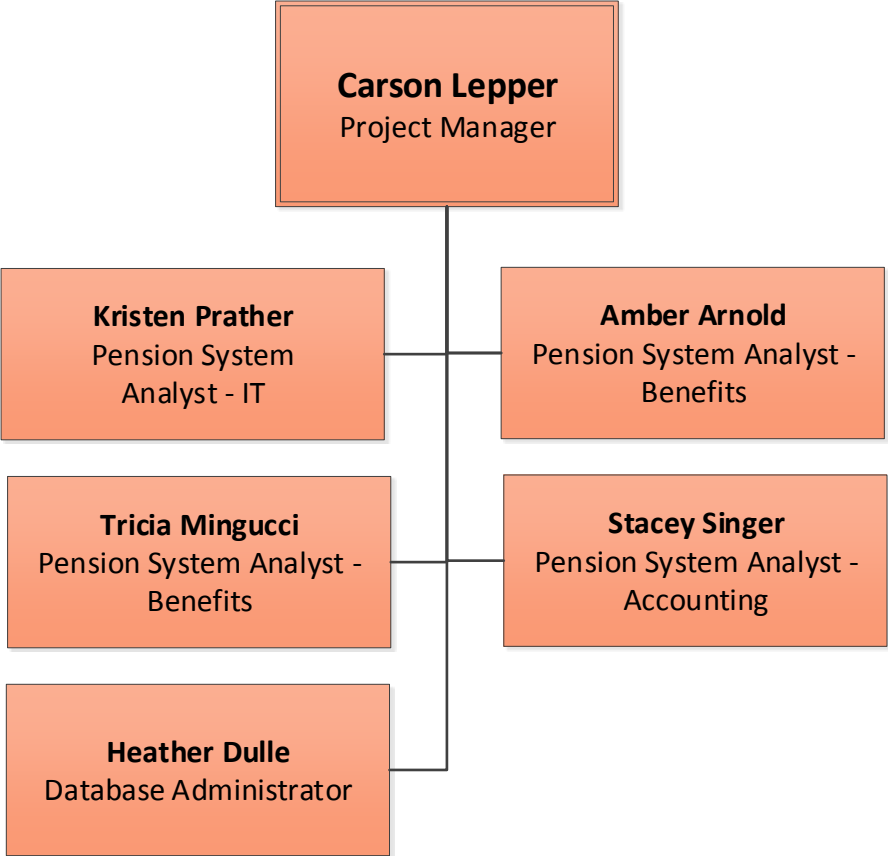 Carson Lepper
Project Manager
Kristen Prather
Pension System
Analyst - IT
Amber Arnold
Pension System Analyst -
Benefits
Tricia Mingucci
Pension System Analyst -
Benefits
Stacey Singer
Pension System Analyst -
Accounting
Heather Dulle
Database Administrator